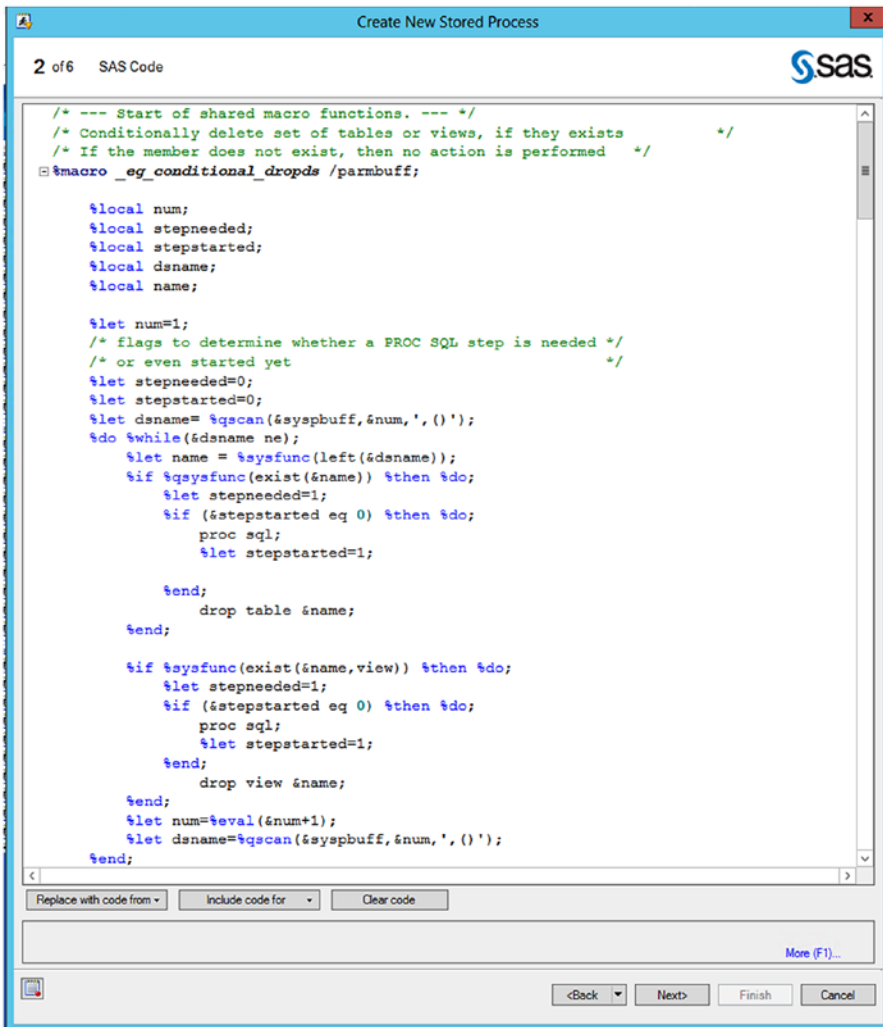 Create New Stored Process
x
2 of 6 SAS Code
sas
/* --- Start of shared macro functions. --- */
/* Conditionally delete set of tables or views, if they exists */
/* If the member does not exist, then no action is performed */
%macro _eg_conditional_dropds /parmbuff;
%local num;
%local stepneeded;
%local stepstarted;
%local dsname;
%local name;
%let num=1;
/* flags to determine whether a PROC SQL step is needed */
/* or even started yet */
%let stepneeded=0;
%let stepstarted=0;
%let dsname= %qscan(&syspbuff,&num,',()');
%do %while(&dsname ne);
%let name = %sysfunc(left(&dsname));
%if %qsysfunc(exist(&name)) %then %do;
%let stepneeded=1;
%if (&stepstarted eq 0) %then %do;
proc sql;
%let stepstarted=1;
%end;
drop table &name;
%end;
%if %sysfunc(exist(&name,view)) %then %do;
%let stepneeded=1;
%if (&stepstarted eq 0) %then %do;
proc sql;
%let stepstarted=1;
%end;
drop view &name;
%end;
%let num=%eval(&num+1);
%let dsname=%qscan(&syspbuff,&num,',()');
%end;
Replace with code from Include code for Clear code
More (F1)...
<Back Next> Finish Cancel